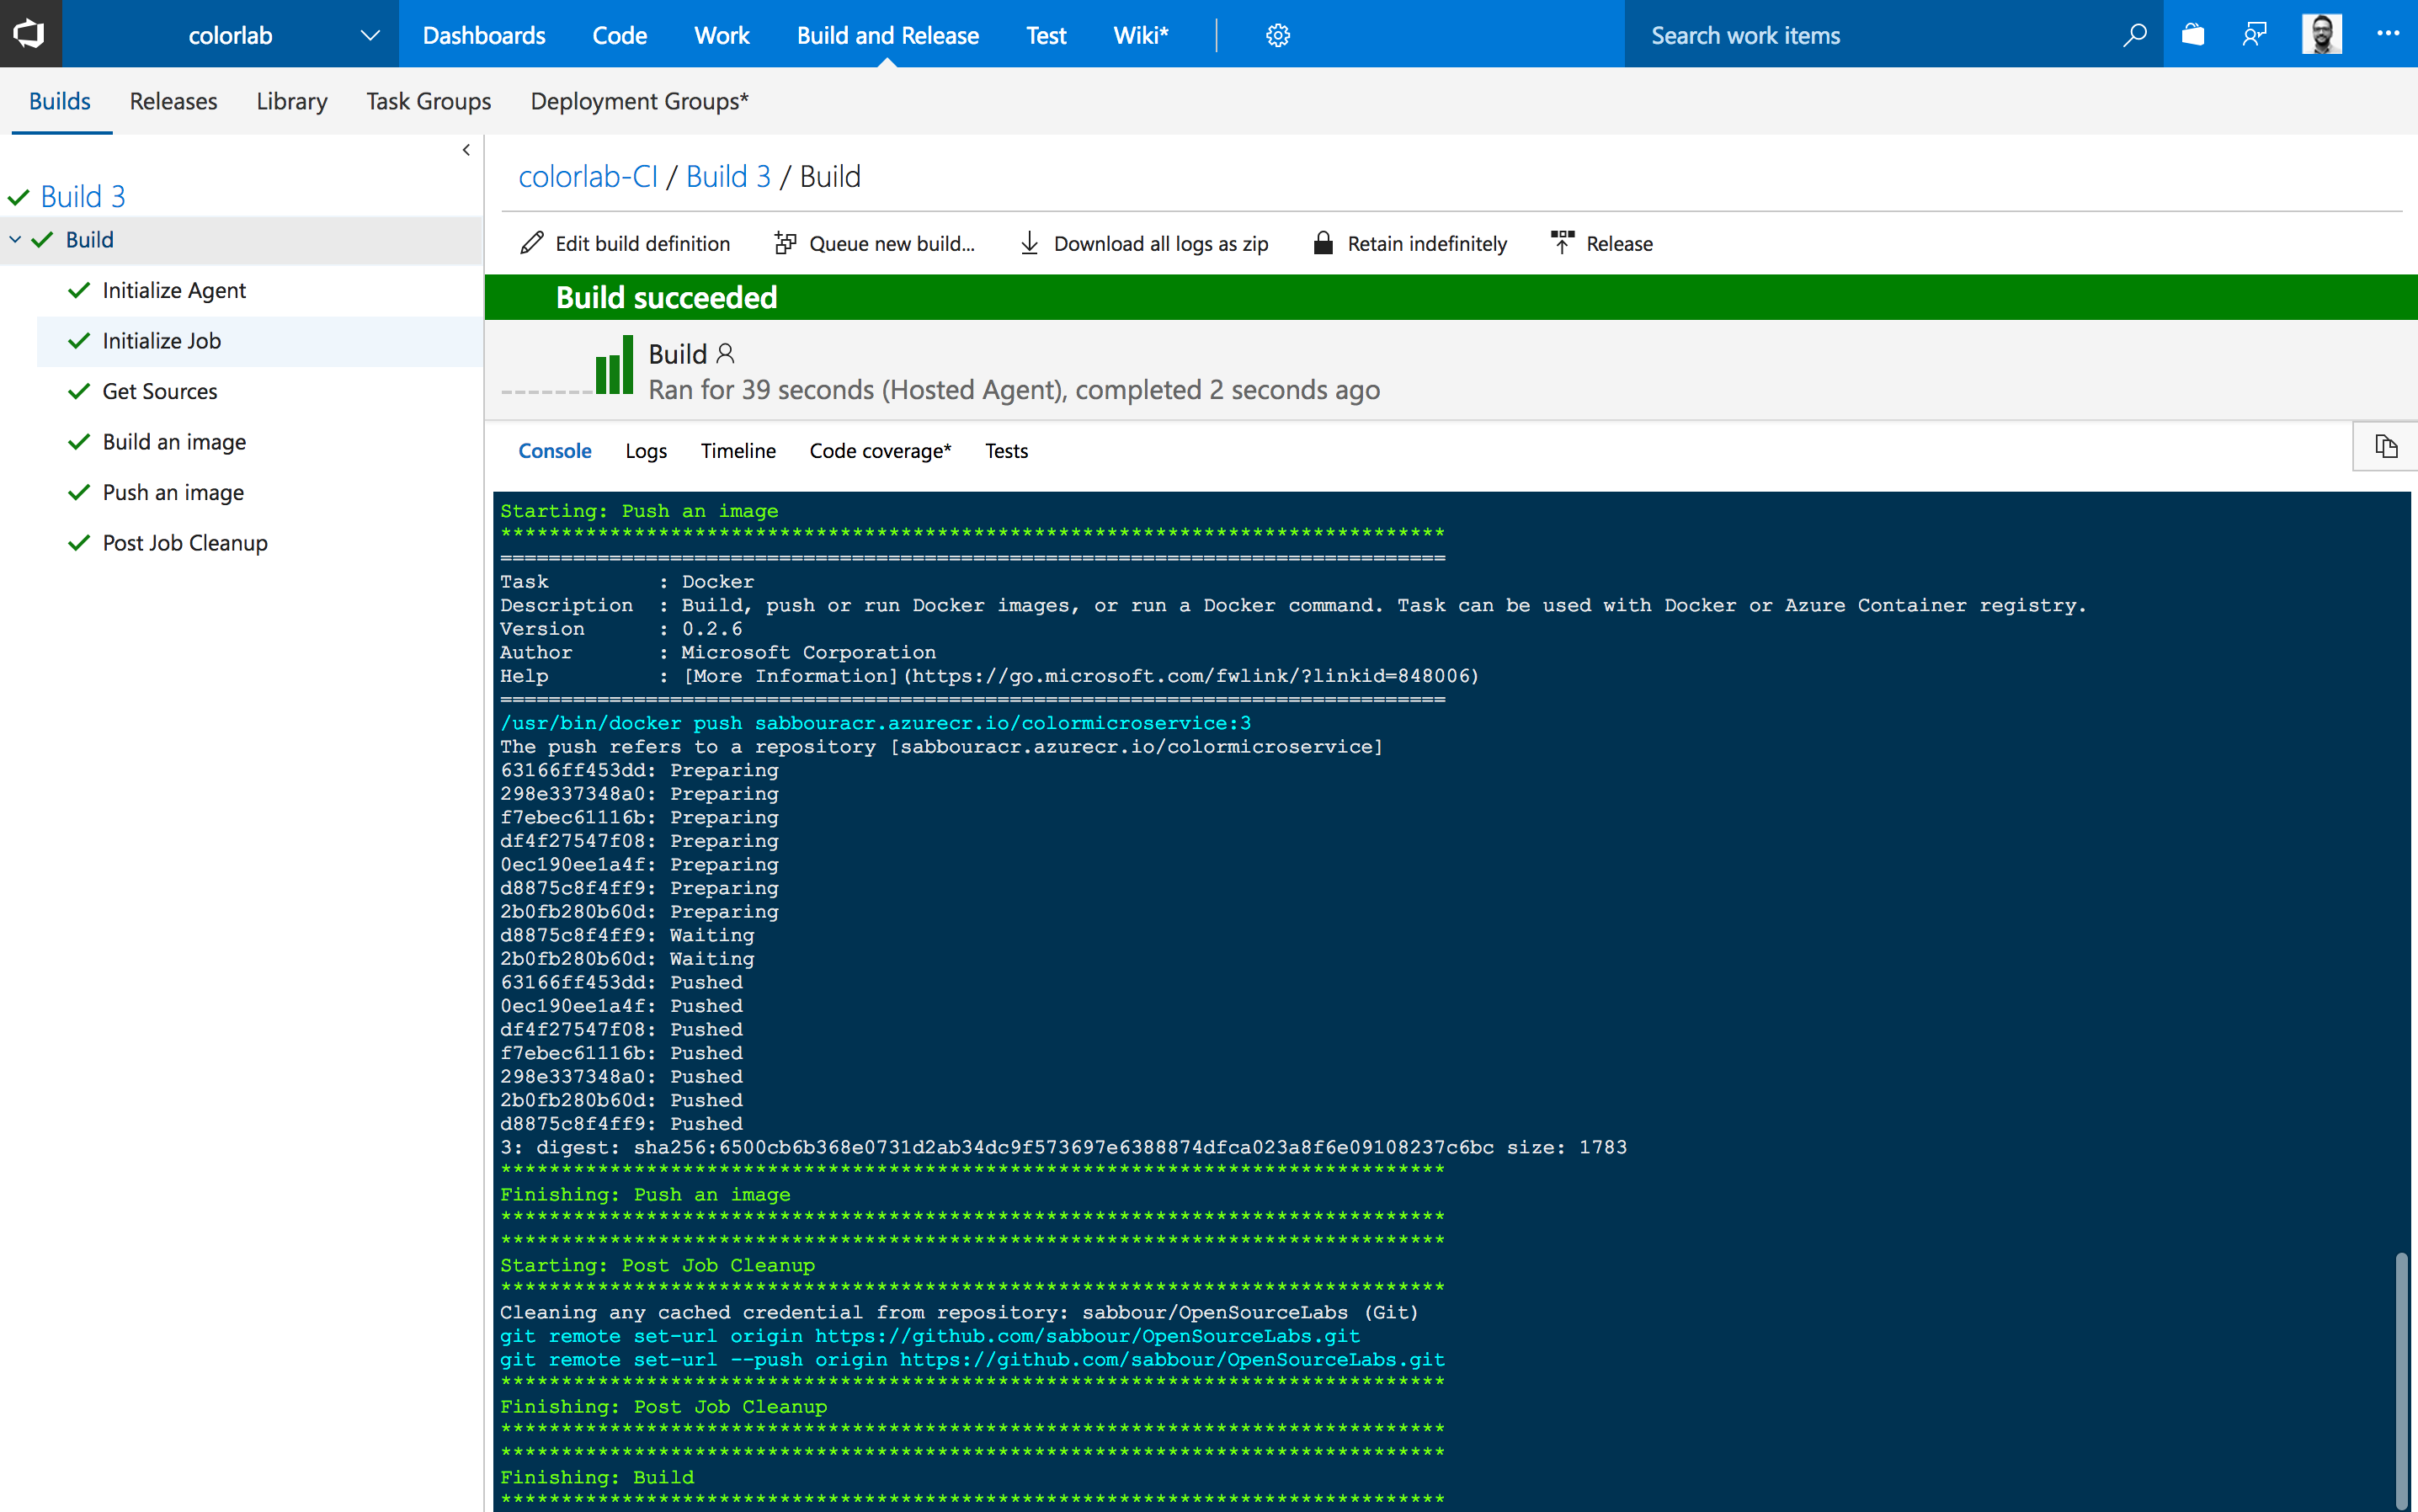 colorlab Dashboards Code Work Build and Release Test Wiki* Search work items
Builds Releases Library Task Groups Deployment Groups*
Build 3
Build
Initialize Agent
Initialize Job
Get Sources
Build an image
Push an image
Post Job Cleanup
colorlab-CI / Build 3 / Build
Edit build definition Queue new build... Download all logs as zip Retain indefinitely Release
Build succeeded
Build
Ran for 39 seconds (Hosted Agent), completed 2 seconds ago
Console Logs Timeline Code coverage* Tests
Starting: Push an image
******************************************************************************
==============================================================================
Task         : Docker
Description  : Build, push or run Docker images, or run a Docker command. Task can be used with Docker or Azure Container registry.
Version      : 0.2.6
Author       : Microsoft Corporation
Help         : [More Information](https://go.microsoft.com/fwlink/?linkid=848006)
==============================================================================
/usr/bin/docker push sabbouracr.azurecr.io/colormicroservice:3
The push refers to a repository [sabbouracr.azurecr.io/colormicroservice]
63166ff453dd: Preparing
298e337348a0: Preparing
f7ebec61116b: Preparing
df4f27547f08: Preparing
0ec190ee1a4f: Preparing
d8875c8f4ff9: Preparing
2b0fb280b60d: Preparing
d8875c8f4ff9: Waiting
2b0fb280b60d: Waiting
63166ff453dd: Pushed
0ec190ee1a4f: Pushed
df4f27547f08: Pushed
f7ebec61116b: Pushed
298e337348a0: Pushed
2b0fb280b60d: Pushed
d8875c8f4ff9: Pushed
3: digest: sha256:6500cb6b368e0731d2ab34dc9f573697e6388874dfca023a8f6e09108237c6bc size: 1783
******************************************************************************
Finishing: Push an image
******************************************************************************
******************************************************************************
Starting: Post Job Cleanup
******************************************************************************
Cleaning any cached credential from repository: sabbour/OpenSourceLabs (Git)
git remote set-url origin https://github.com/sabbour/OpenSourceLabs.git
git remote set-url --push origin https://github.com/sabbour/OpenSourceLabs.git
******************************************************************************
Finishing: Post Job Cleanup
******************************************************************************
******************************************************************************
Finishing: Build
******************************************************************************